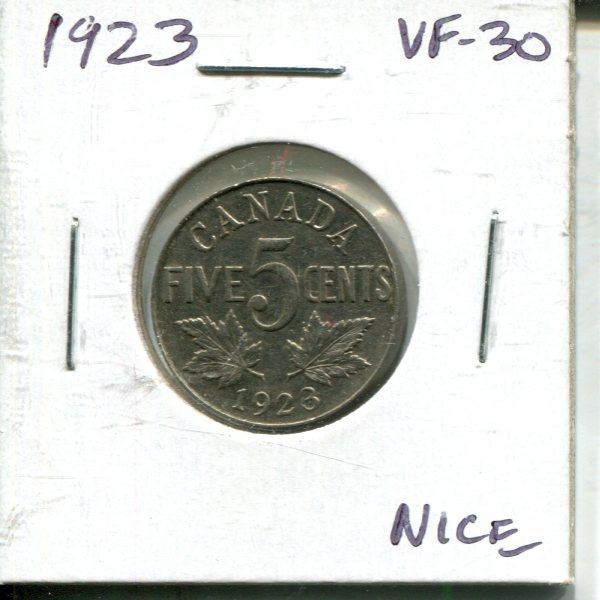 1923 VF-30
CANADA
FIVE 5 CENTS
1923
NICE